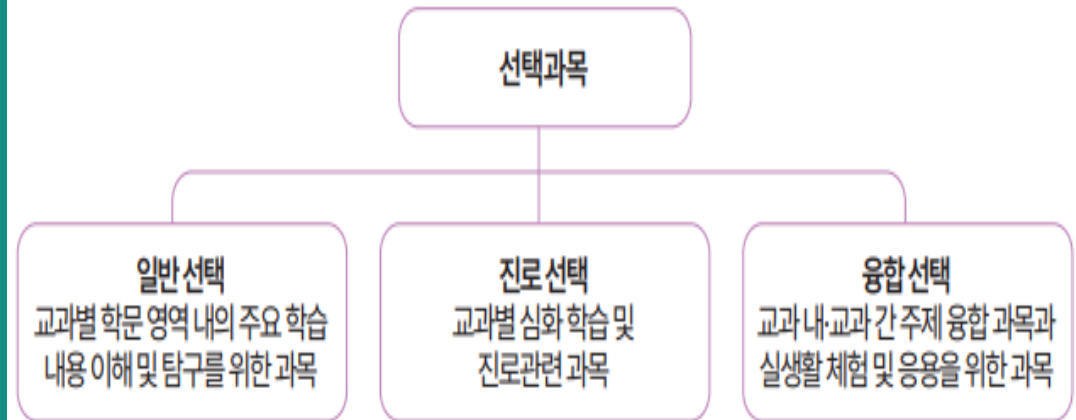 선택과목
일반 선택
교과별 학문 영역 내의 주요 학습
내용 이해 및 탐구를 위한 과목
진로 선택
교과별 심화 학습 및
진로관련 과목
융합 선택
교과 내·교과 간 주제 융합 과목과
실생활 체험 및 응용을 위한 과목